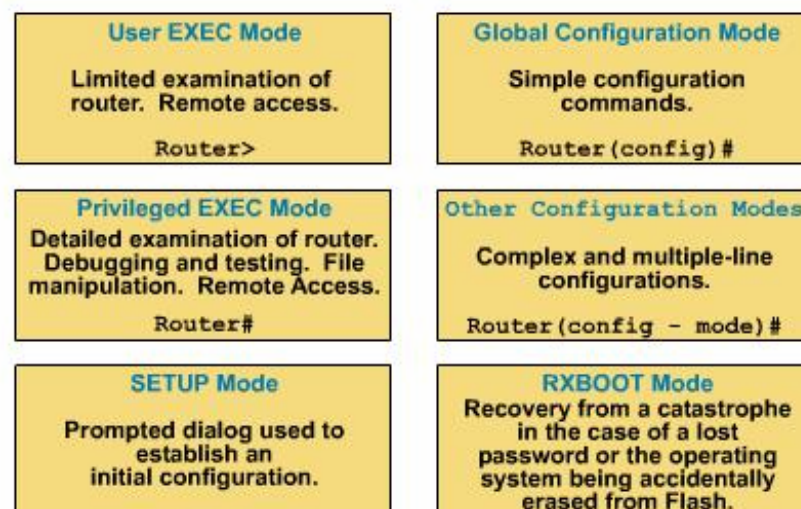 User EXEC Mode
Limited examination of
router. Remote access.
Router>
Global Configuration Mode
Simple configuration
commands.
Router(config)#
Privileged EXEC Mode
Detailed examination of router.
Debugging and testing. File
manipulation. Remote Access.
Router#
Other Configuration Modes
Complex and multiple-line
configurations.
Router(config - mode)#
SETUP Mode
Prompted dialog used to
establish an
initial configuration.
RXBOOT Mode
Recovery from a catastrophe
in the case of a lost
password or the operating
system being accidentally
erased from Flash.